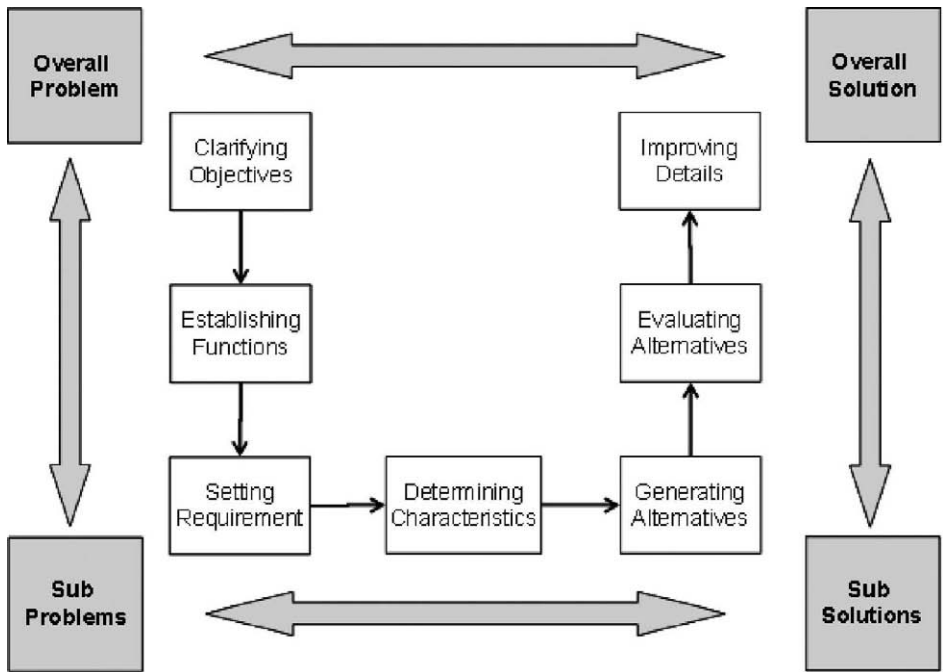 Overall
Problem
Overall
Solution
Clarifying
Objectives
Improving
Details
Establishing
Functions
Evaluating
Alternatives
Setting
Requirement
Determining
Characteristics
Generating
Alternatives
Sub
Problems
Sub
Solutions